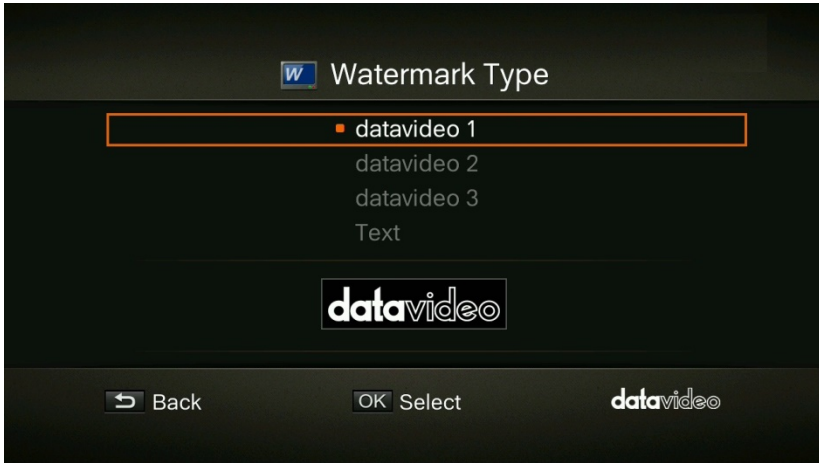 W Watermark Type
datavideo 1
datavideo 2
datavideo 3
Text
datavideo
Back OK Select datavideo